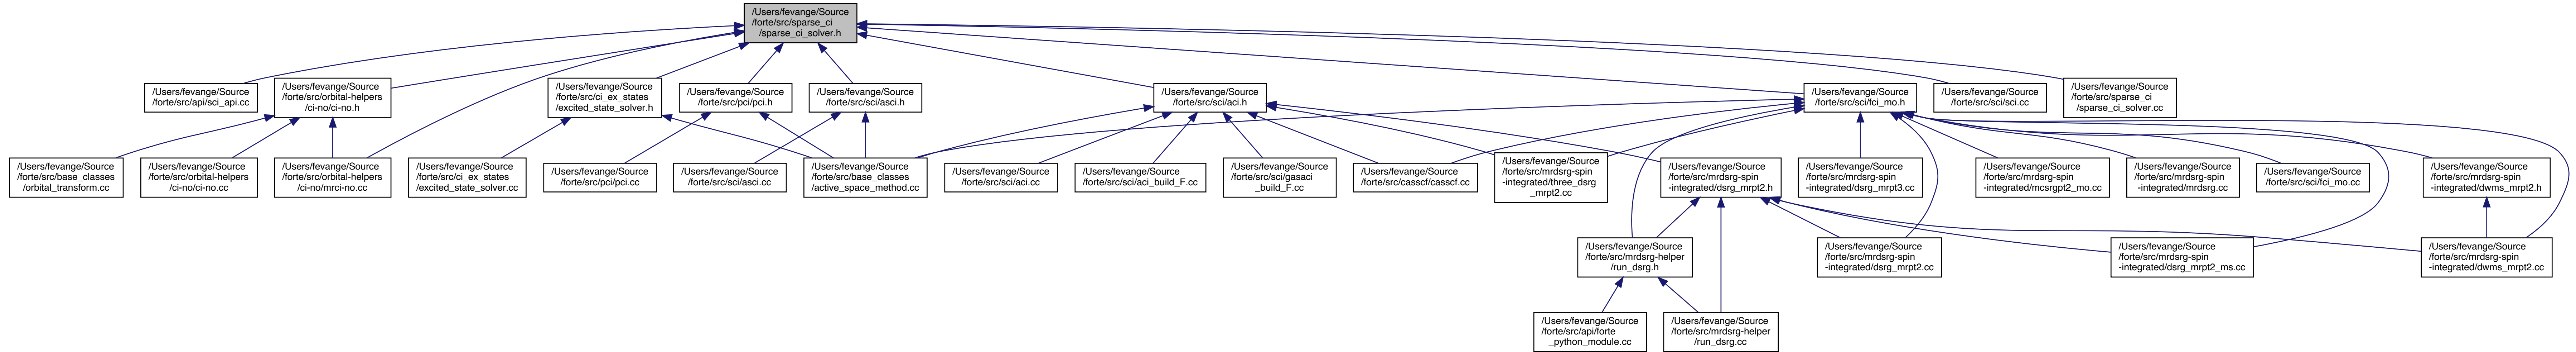 /Users/fevange/Source
/forte/src/sparse_ci
/sparse_ci_solver.h
/Users/fevange/Source
/forte/src/api/sci_api.cc
/Users/fevange/Source
/forte/src/orbital-helpers
/ci-no/ci-no.h
/Users/fevange/Source
/forte/src/ci_ex_states
/excited_state_solver.h
/Users/fevange/Source
/forte/src/pci/pci.h
/Users/fevange/Source
/forte/src/sci/asci.h
/Users/fevange/Source
/forte/src/sci/aci.h
/Users/fevange/Source
/forte/src/sci/fci_mo.h
/Users/fevange/Source
/forte/src/sci/sci.cc
/Users/fevange/Source
/forte/src/sparse_ci
/sparse_ci_solver.cc
/Users/fevange/Source
/forte/src/base_classes
/orbital_transform.cc
/Users/fevange/Source
/forte/src/orbital-helpers
/ci-no/ci-no.cc
/Users/fevange/Source
/forte/src/orbital-helpers
/ci-no/mrci-no.cc
/Users/fevange/Source
/forte/src/ci_ex_states
/excited_state_solver.cc
/Users/fevange/Source
/forte/src/pci/pci.cc
/Users/fevange/Source
/forte/src/sci/asci.cc
/Users/fevange/Source
/forte/src/base_classes
/active_space_method.cc
/Users/fevange/Source
/forte/src/sci/aci.cc
/Users/fevange/Source
/forte/src/sci/aci_build_F.cc
/Users/fevange/Source
/forte/src/sci/gasaci
_build_F.cc
/Users/fevange/Source
/forte/src/casscf/casscf.cc
/Users/fevange/Source
/forte/src/mrdsrg-spin
-integrated/three_dsrg
_mrpt2.cc
/Users/fevange/Source
/forte/src/mrdsrg-spin
-integrated/dsrg_mrpt2.h
/Users/fevange/Source
/forte/src/mrdsrg-spin
-integrated/dsrg_mrpt3.cc
/Users/fevange/Source
/forte/src/mrdsrg-spin
-integrated/mcsrgpt2_mo.cc
/Users/fevange/Source
/forte/src/mrdsrg-spin
-integrated/mrdsrg.cc
/Users/fevange/Source
/forte/src/sci/fci_mo.cc
/Users/fevange/Source
/forte/src/mrdsrg-spin
-integrated/dwms_mrpt2.h
/Users/fevange/Source
/forte/src/mrdsrg-helper
/run_dsrg.h
/Users/fevange/Source
/forte/src/mrdsrg-spin
-integrated/dsrg_mrpt2.cc
/Users/fevange/Source
/forte/src/mrdsrg-spin
-integrated/dsrg_mrpt2_ms.cc
/Users/fevange/Source
/forte/src/mrdsrg-spin
-integrated/dwms_mrpt2.cc
/Users/fevange/Source
/forte/src/api/forte
_python_module.cc
/Users/fevange/Source
/forte/src/mrdsrg-helper
/run_dsrg.cc